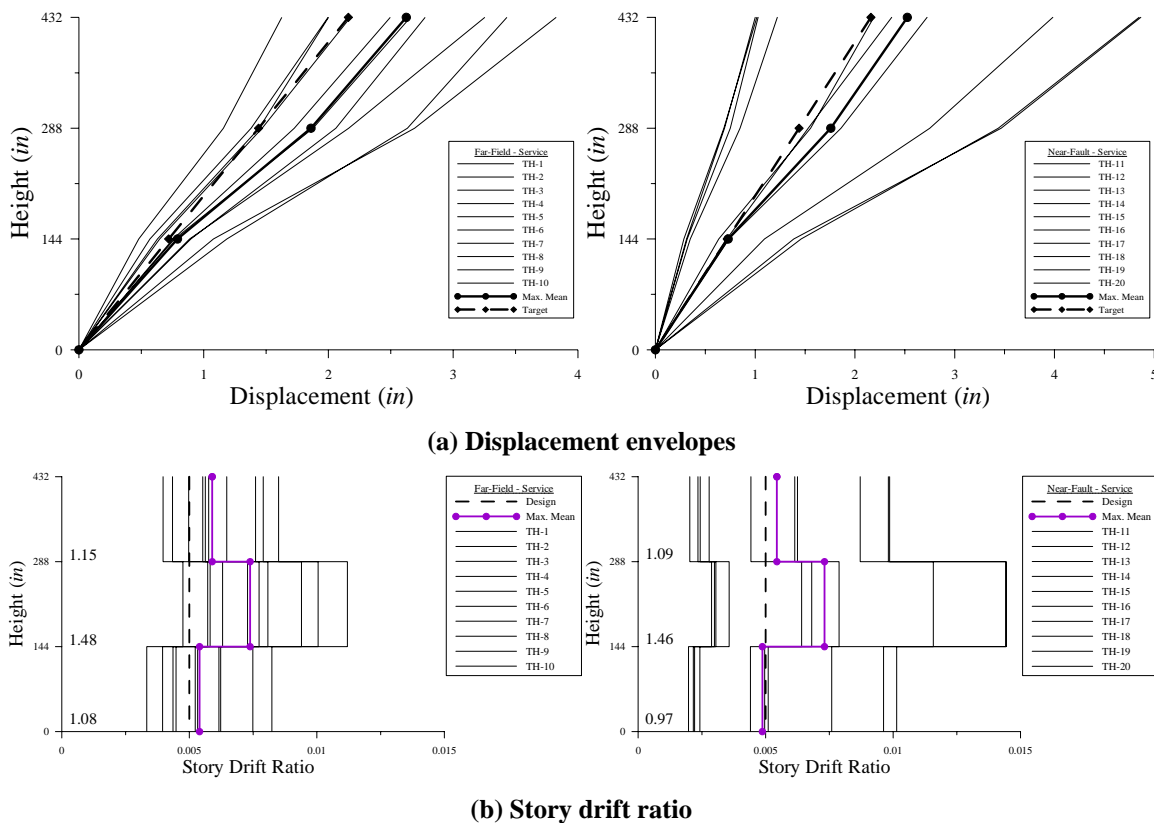 432
288
144
0
Height (in)
0
1
2
3
4
Displacement (in)
Far-Field - Service
TH-1
TH-2
TH-3
TH-4
TH-5
TH-6
TH-7
TH-8
TH-9
TH-10
Max. Mean
Target
432
288
144
0
Height (in)
0
1
2
3
4
5
Displacement (in)
Near-Fault - Service
TH-11
TH-12
TH-13
TH-14
TH-15
TH-16
TH-17
TH-18
TH-19
TH-20
Max. Mean
Target
(a) Displacement envelopes
432
288
144
0
Height (in)
1.15
1.48
1.08
0
0.005
0.01
0.015
Story Drift Ratio
Far-Field - Service
Design
Max. Mean
TH-1
TH-2
TH-3
TH-4
TH-5
TH-6
TH-7
TH-8
TH-9
TH-10
432
288
144
0
Height (in)
1.09
1.46
0.97
0
0.005
0.01
0.015
Story Drift Ratio
Near-Fault - Service
Design
Max. Mean
TH-11
TH-12
TH-13
TH-14
TH-15
TH-16
TH-17
TH-18
TH-19
TH-20
(b) Story drift ratio